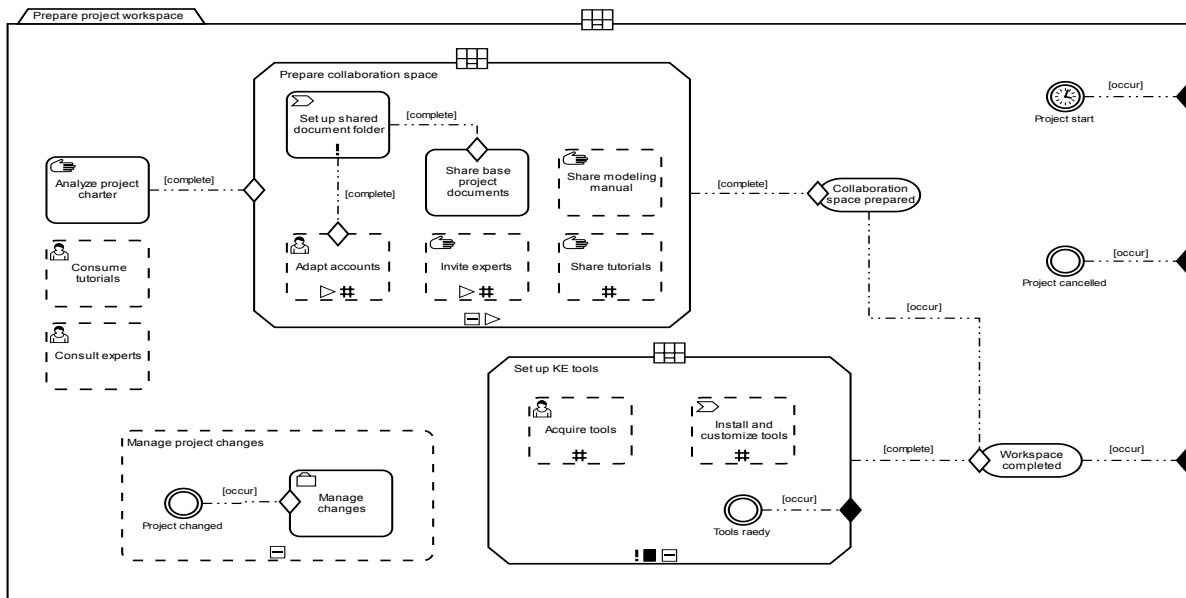 Prepare project workspace
Prepare collaboration space
Set up shared
document folder
[complete]
[complete]
Share base
project
documents
Share modeling
manual
Adapt accounts
Invite experts
Share tutorials
Analyze project
charter
[complete]
Consume
tutorials
Consult experts
[complete]
Collaboration
space prepared
[occur]
Project start
[occur]
Project cancelled
[occur]
Set up KE tools
Acquire tools
Install and
customize tools
[complete]
Workspace
completed
[occur]
Tools raedy
[occur]
Manage project changes
Project changed
[occur]
Manage
changes